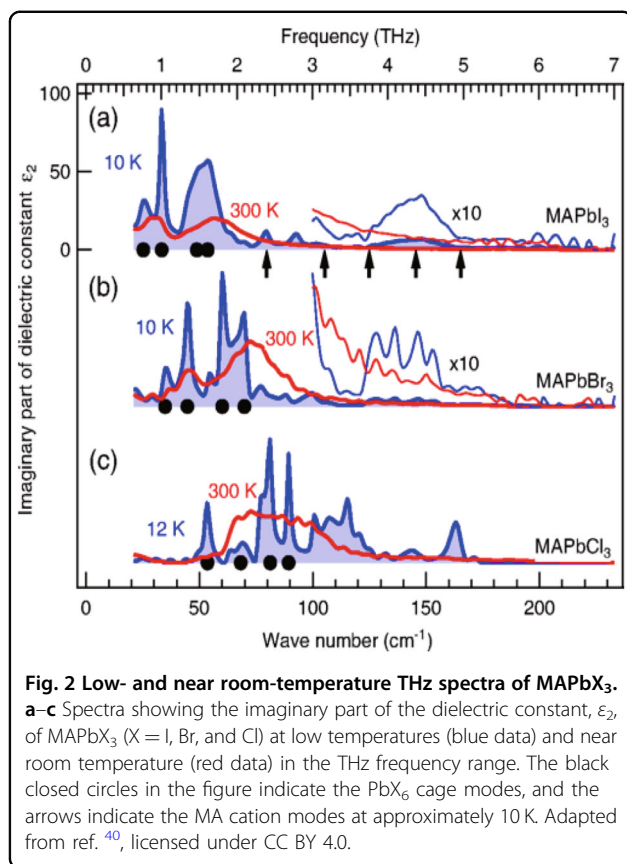 Frequency (THz)
0 1 2 3 4 5 6 7
Imaginary part of dielectric constant ε₂
100
50
0
(a)
10 K
300 K
x10
MAPbI₃
(b)
10 K
300 K
x10
MAPbBr₃
(c)
12 K
300 K
MAPbCl₃
0 50 100 150 200
Wave number (cm⁻¹)
Fig. 2 Low- and near room-temperature THz spectra of MAPbX₃.
a–c Spectra showing the imaginary part of the dielectric constant, ε₂,
of MAPbX₃ (X = I, Br, and Cl) at low temperatures (blue data) and near
room temperature (red data) in the THz frequency range. The black
closed circles in the figure indicate the PbX₆ cage modes, and the
arrows indicate the MA cation modes at approximately 10 K. Adapted
from ref. ⁴⁰, licensed under CC BY 4.0.